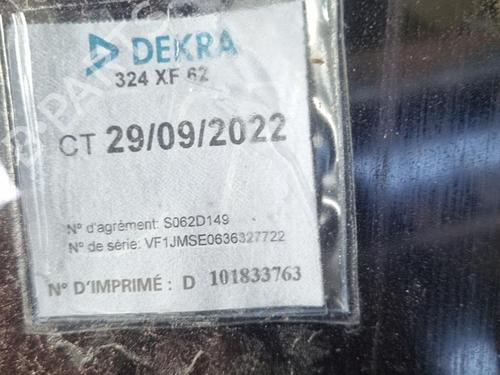 DEKRA
324 XF 62
CT 29/09/2022
N° d'agrément: S062D149
N° de série: VF1JMSE0636327722
N° D'IMPRIMÉ : D 101833763